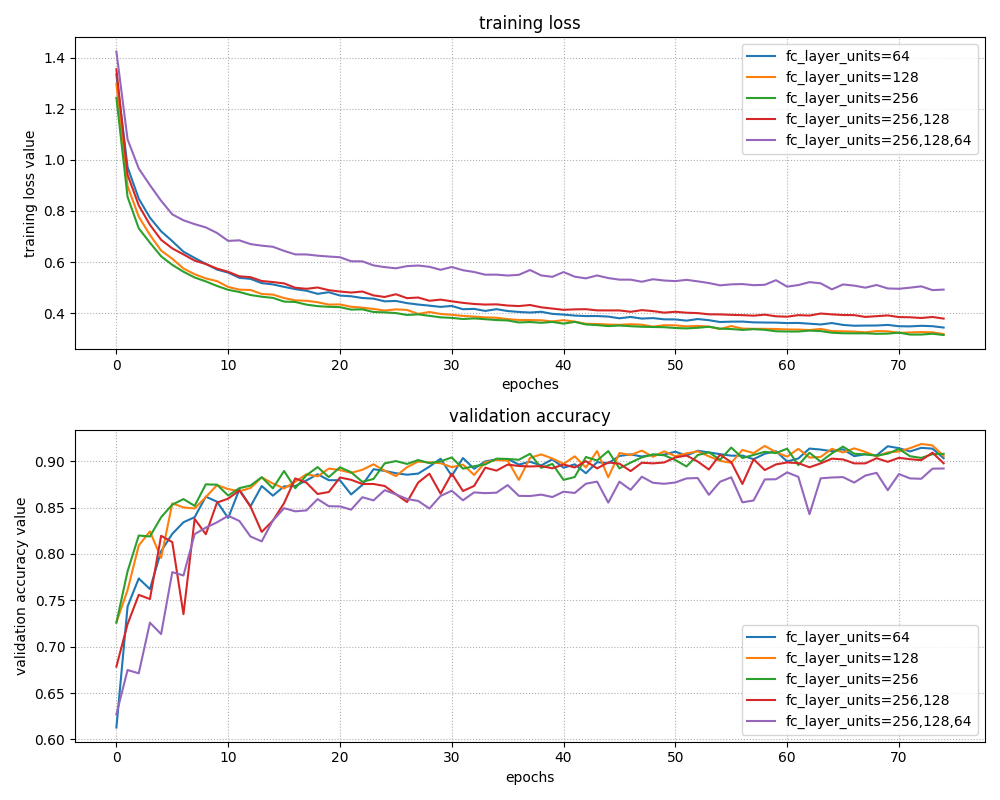 training loss
training loss value
1.4
1.2
1.0
0.8
0.6
0.4
fc_layer_units=64
fc_layer_units=128
fc_layer_units=256
fc_layer_units=256,128
fc_layer_units=256,128,64
0 10 20 30 40 50 60 70
epoches
validation accuracy
validation accuracy value
0.90
0.85
0.80
0.75
0.70
0.65
0.60
fc_layer_units=64
fc_layer_units=128
fc_layer_units=256
fc_layer_units=256,128
fc_layer_units=256,128,64
0 10 20 30 40 50 60 70
epochs